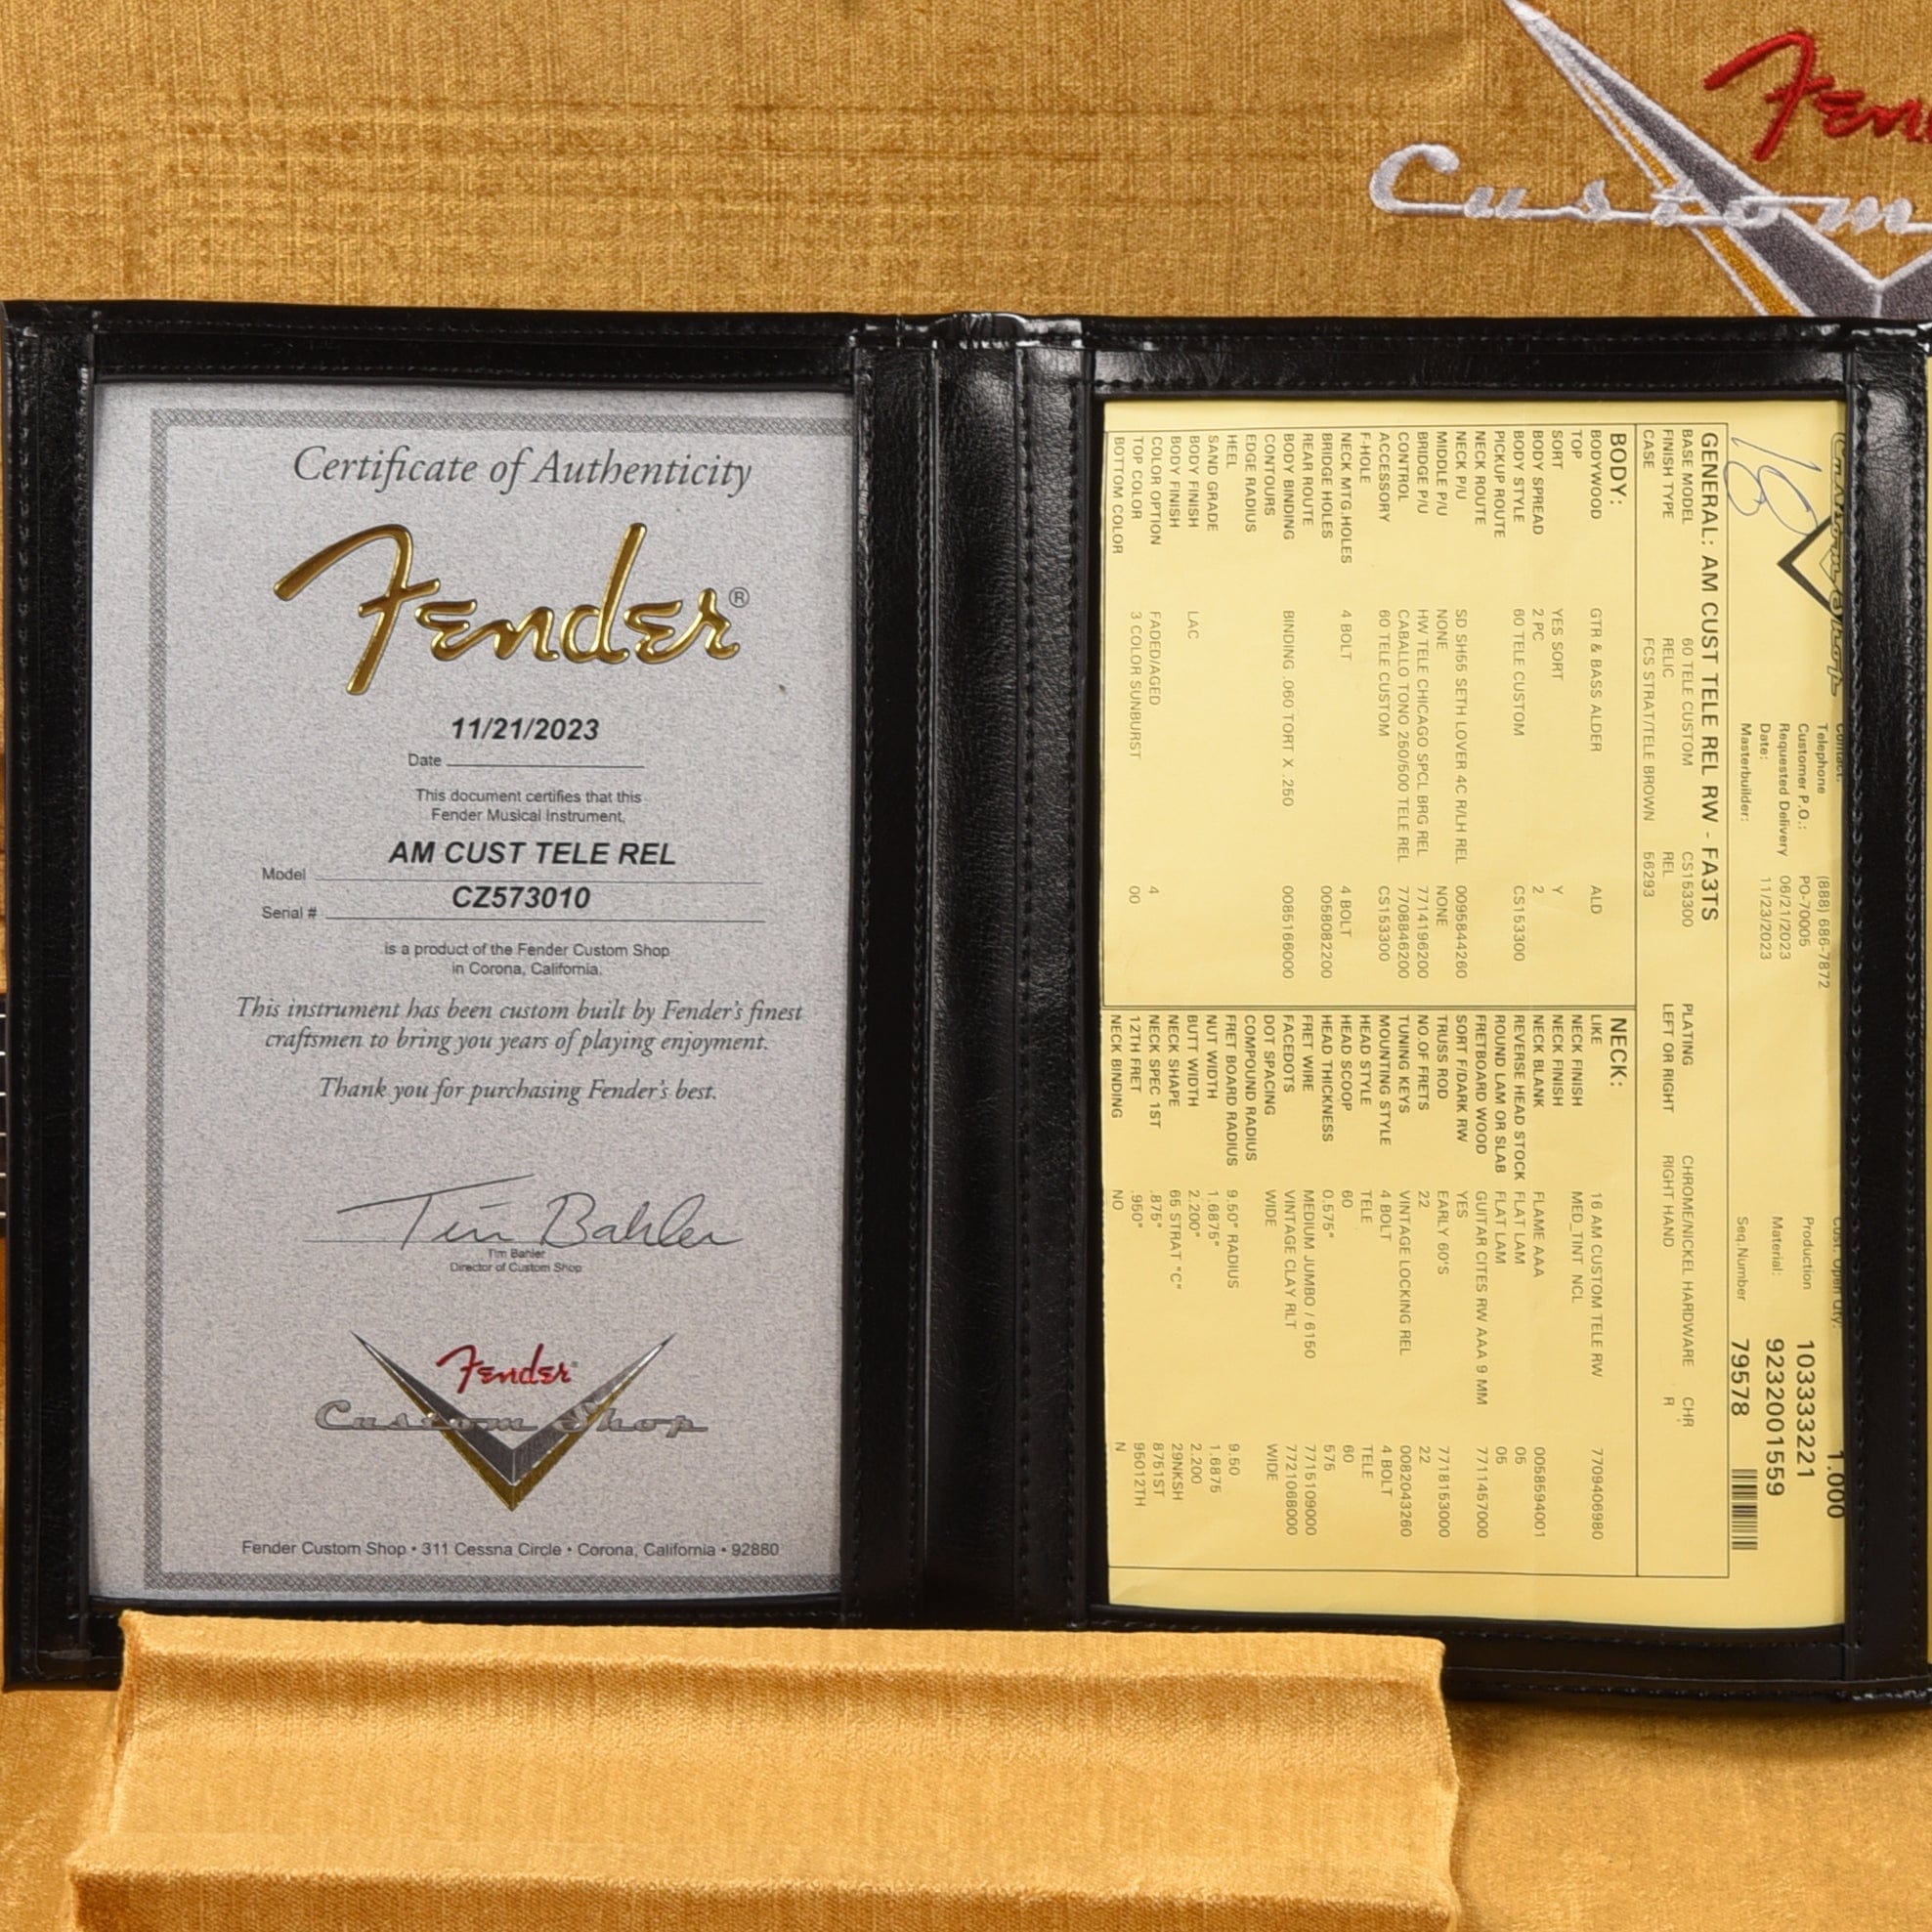 Fen
Custom
Certificate of Authenticity
Fender®
11/21/2023
Date
This document certifies that this
Fender Musical Instrument,
AM CUST TELE REL
Model
CZ573010
Serial #
is a product of the Fender Custom Shop
in Corona, California.
This instrument has been custom built by Fender's finest
craftsmen to bring you years of playing enjoyment.
Thank you for purchasing Fender's best.
Tim Bahler
Tim Bahler
Director of Custom Shop
Fender
Custom Shop
Fender Custom Shop • 311 Cessna Circle • Corona, California • 92880
Custom Shop
Contact: Cust. Open Qty: 1.000
Telephone (888) 686-7872
Customer P.O.: PO-70005 Production 103333221
Requested Delivery 06/21/2023
Date: 11/23/2023 Material: 9232001559
Masterbuilder: Seq.Number 79578
GENERAL: AM CUST TELE REL RW - FA3TS
BASE MODEL 60 TELE CUSTOM CS153300 PLATING CHROME/NICKEL HARDWARE CHR
FINISH TYPE RELIC REL LEFT OR RIGHT RIGHT HAND R
CASE FCS STRAT/TELE BROWN 56293
BODY:
BODYWOOD GTR & BASS ALDER ALD
TOP
SORT YES SORT Y
BODY SPREAD 2 PC 2
BODY STYLE 60 TELE CUSTOM CS153300
PICKUP ROUTE
NECK ROUTE
NECK P/U SD SH55 SETH LOVER 4C R/LH REL 0095844260
MIDDLE P/U NONE NONE
BRIDGE P/U HW TELE CHICAGO SPCL BRG REL 7714196200
CONTROL CABALLO TONO 250/500 TELE REL 7708846200
ACCESSORY 60 TELE CUSTOM CS153300
F-HOLE
NECK MTG.HOLES 4 BOLT 4 BOLT
BRIDGE HOLES 0058082200
REAR ROUTE
BODY BINDING BINDING .060 TORT X .250 0085166000
CONTOURS
EDGE RADIUS
HEEL
SAND GRADE
BODY FINISH LAC
BODY FINISH
COLOR OPTION FADED/AGED 4
TOP COLOR 3 COLOR SUNBURST 00
BOTTOM COLOR
NECK:
LIKE 16 AM CUSTOM TELE RW 7709406980
NECK FINISH MED_TINT NCL
NECK FINISH
NECK BLANK FLAME AAA 0058594001
REVERSE HEAD STOCK FLAT LAM 05
ROUND LAM OR SLAB FLAT LAM 05
FRETBOARD WOOD GUITAR CITES RW AAA 9 MM 7711457000
SORT F/DARK RW YES
TRUSS ROD EARLY 60'S 7718153000
NO.OF FRETS 22 22
TUNING KEYS VINTAGE LOCKING REL 0082043260
MOUNTING STYLE 4 BOLT 4 BOLT
HEAD STYLE TELE TELE
HEAD SCOOP 60 60
HEAD THICKNESS 0.575" 575
FRET WIRE MEDIUM JUMBO / 6150 7715109000
FACEDOTS VINTAGE CLAY RLT 7721068000
DOT SPACING WIDE WIDE
COMPOUND RADIUS
FRET BOARD RADIUS 9.50" RADIUS 9.50
NUT WIDTH 1.6875" 1.6875
BUTT WIDTH 2.200" 2.200
NECK SHAPE 65 STRAT "C" 29NKSH
NECK SPEC 1ST .875" 8751ST
12TH FRET .950" 95012TH
NECK BINDING NO N